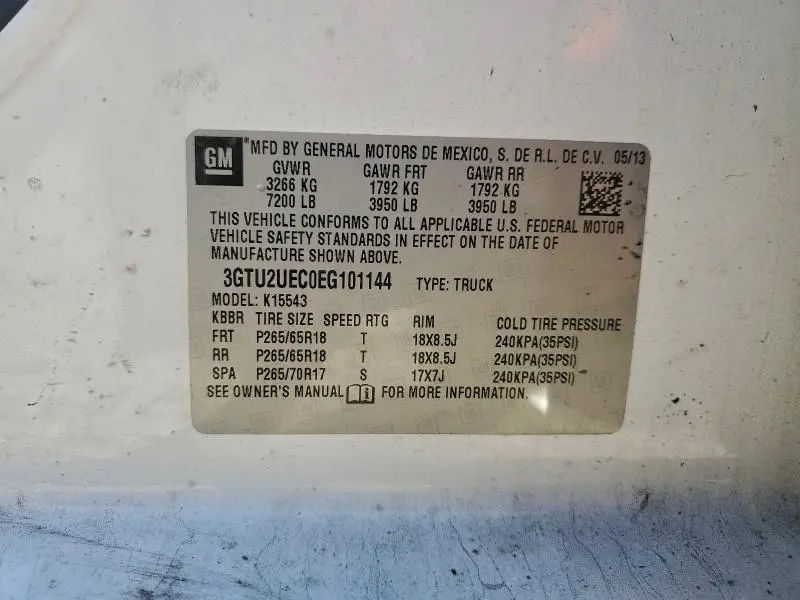 GM
®MFD BY GENERAL MOTORS DE MEXICO, S. DE R.L. DE C.V. 05/13
GVWR GAWR FRT GAWR RR
3266 KG 1792 KG 1792 KG
7200 LB 3950 LB 3950 LB
THIS VEHICLE CONFORMS TO ALL APPLICABLE U.S. FEDERAL MOTOR
VEHICLE SAFETY STANDARDS IN EFFECT ON THE DATE OF
MANUFACTURE SHOWN ABOVE.
3GTU2UEC0EG101144 TYPE: TRUCK
MODEL: K15543
KBBR TIRE SIZE SPEED RTG RIM COLD TIRE PRESSURE
FRT P265/65R18 T 18X8.5J 240KPA(35PSI)
RR P265/65R18 T 18X8.5J 240KPA(35PSI)
SPA P265/70R17 S 17X7J 240KPA(35PSI)
SEE OWNER'S MANUAL i FOR MORE INFORMATION.